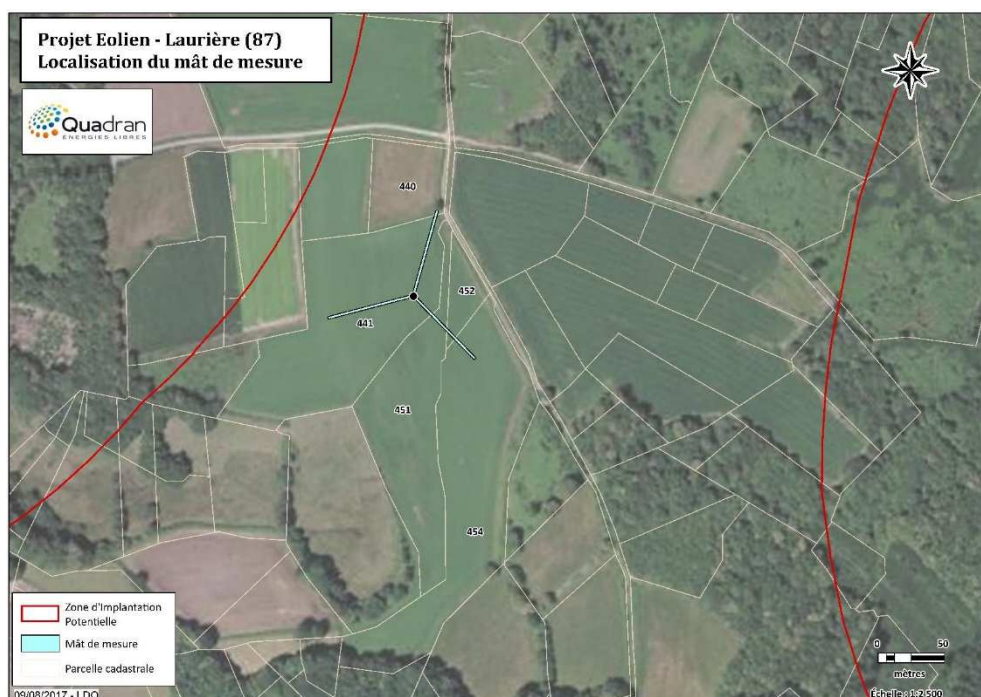 Projet Eolien - Laurière (87)
Localisation du mât de mesure
Quadran
ENERGIES LIBRES
440
452
441
451
454
Zone d'Implantation
Potentielle
Mât de mesure
Parcelle cadastrale
0 50
mètres
Échelle : 1:2 500
09/08/2017 - LDO